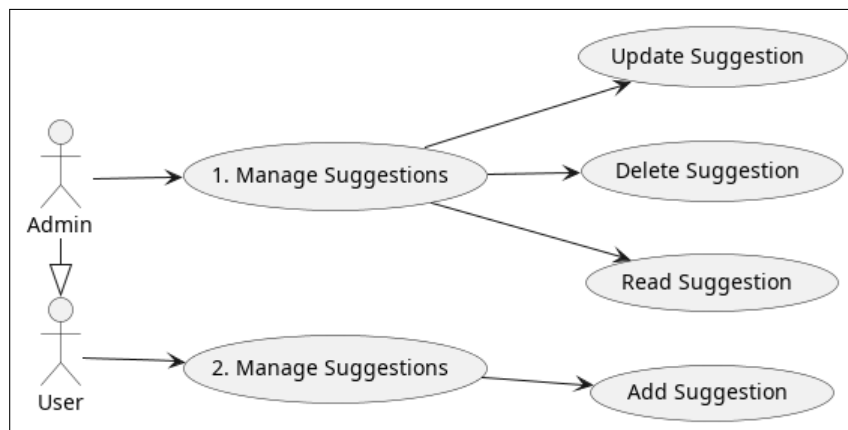 Update Suggestion
1. Manage Suggestions
Delete Suggestion
Admin
Read Suggestion
2. Manage Suggestions
Add Suggestion
User